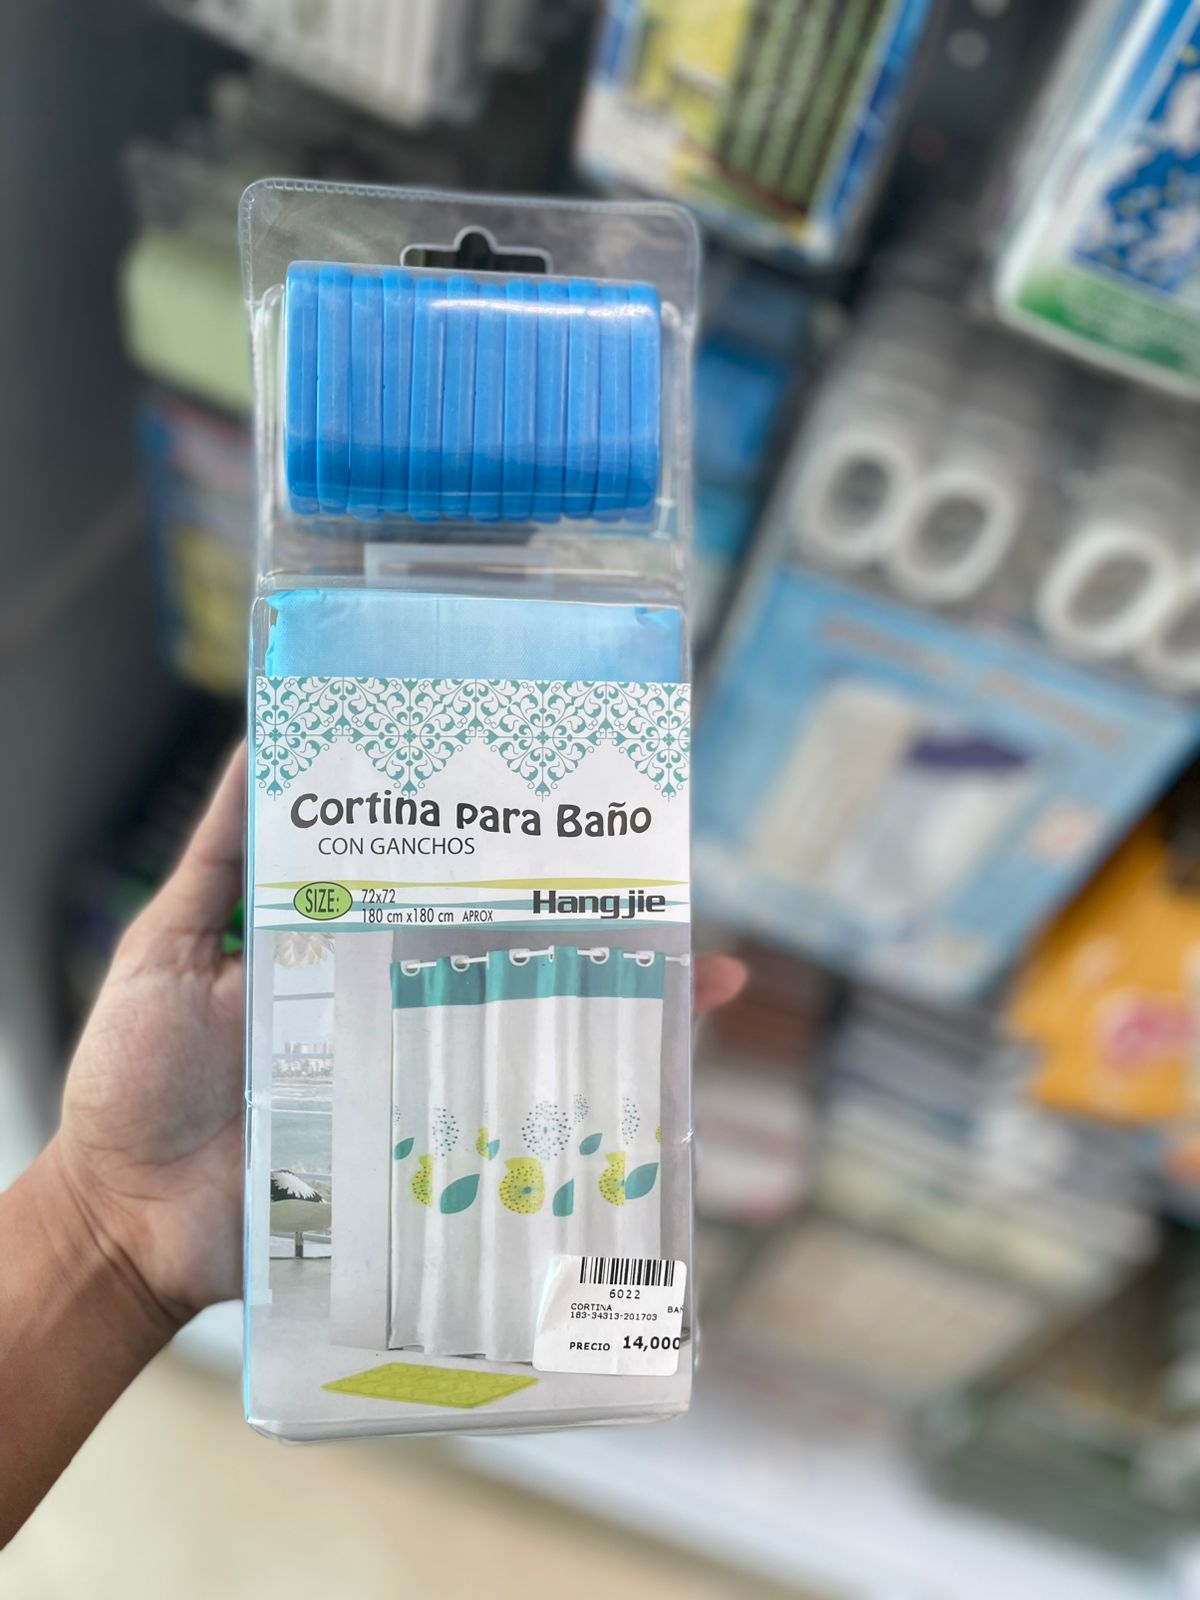 Cortina para Baño
CON GANCHOS
SIZE:
72x72
180 cm x180 cm APROX
Hangjie
6022
CORTINA BAÑ
183-34313-201703
PRECIO 14,000